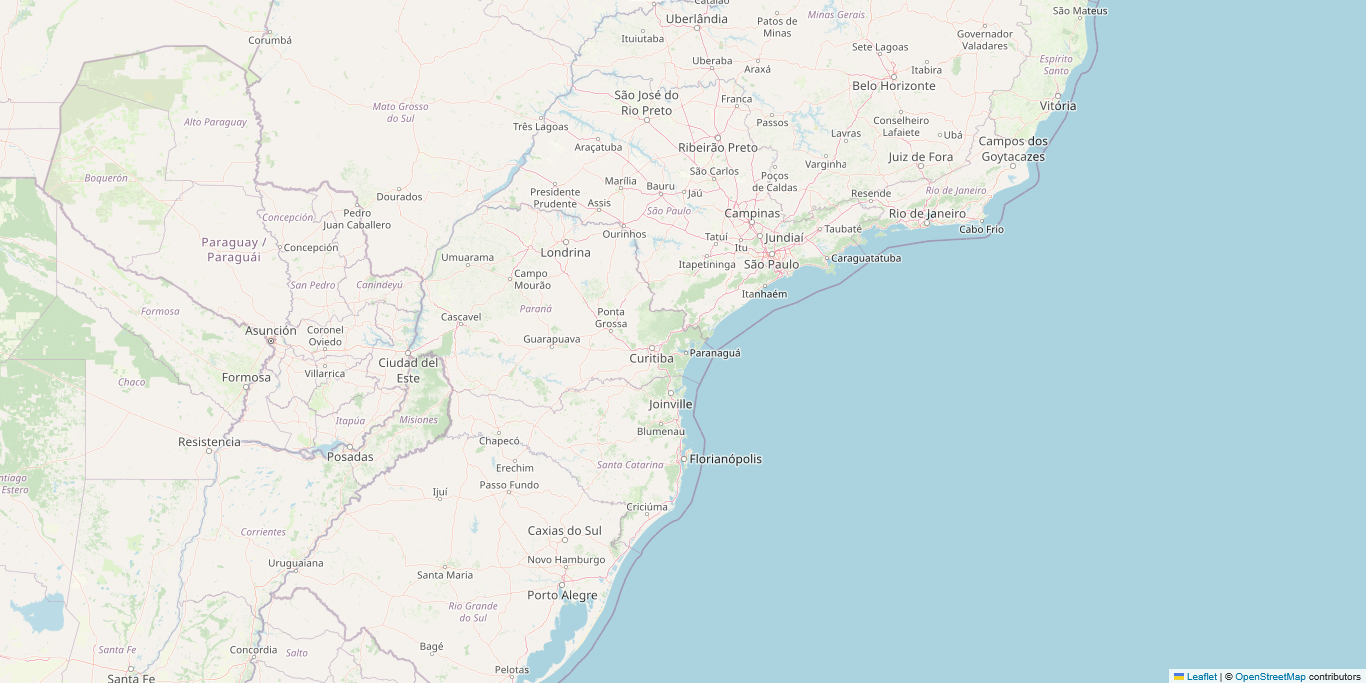 Catalão
São Mateus
Uberlândia
Patos de
Minas
Minas Gerais
Corumbá
Ituiutaba
Sete Lagoas
Governador
Valadares
Uberaba
Araxá
Itabira
Espírito
Santo
Belo Horizonte
São José do
Rio Preto
Franca
Vitória
Mato Grosso
do Sul
Alto Paraguay
Três Lagoas
Passos
Conselheiro
Lafaiete
Lavras
Ubá
Campos dos
Goytacazes
Araçatuba
Ribeirão Preto
Juiz de Fora
Varginha
Boquerón
São Carlos
Poços
de Caldas
Marília
Bauru
Jaú
Presidente
Prudente
Resende
Rio de Janeiro
Dourados
Assis
São Paulo
Campinas
Rio de Janeiro
Concepción
Pedro
Juan Caballero
Ourinhos
Tatuí
Jundiaí
Taubaté
Cabo Frio
Paraguay /
Paraguái
Concepción
Londrina
Itu
Umuarama
Itapetininga
São Paulo
Caraguatatuba
Campo
Mourão
San Pedro
Canindeyú
Itanhaém
Formosa
Paraná
Ponta
Grossa
Cascavel
Asunción
Coronel
Oviedo
Guarapuava
Curitiba
Paranaguá
Ciudad del
Este
Villarrica
Formosa
Chaco
Joinville
Itapúa
Misiones
Blumenau
Resistencia
Chapecó
Posadas
Florianópolis
Erechim
Santa Catarina
ntiago
Estero
Passo Fundo
Ijuí
Criciúma
Corrientes
Caxias do Sul
Uruguaiana
Novo Hamburgo
Santa Maria
Porto Alegre
Rio Grande
do Sul
Santa Fe
Concordia
Salto
Bagé
Pelotas
Santa Fe
Leaflet | © OpenStreetMap contributors